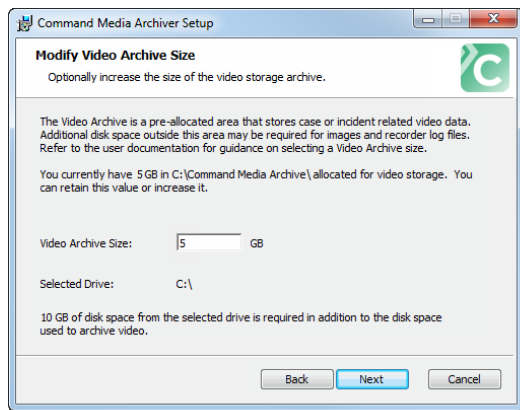 Command Media Archiver Setup
Modify Video Archive Size
Optionally increase the size of the video storage archive.
The Video Archive is a pre-allocated area that stores case or incident related video data.
Additional disk space outside this area may be required for images and recorder log files.
Refer to the user documentation for guidance on selecting a Video Archive size.
You currently have 5GB in C:\Command Media Archive\ allocated for video storage. You
can retain this value or increase it.
Video Archive Size: 5 GB
Selected Drive: C:\
10 GB of disk space from the selected drive is required in addition to the disk space
used to archive video.
Back Next Cancel